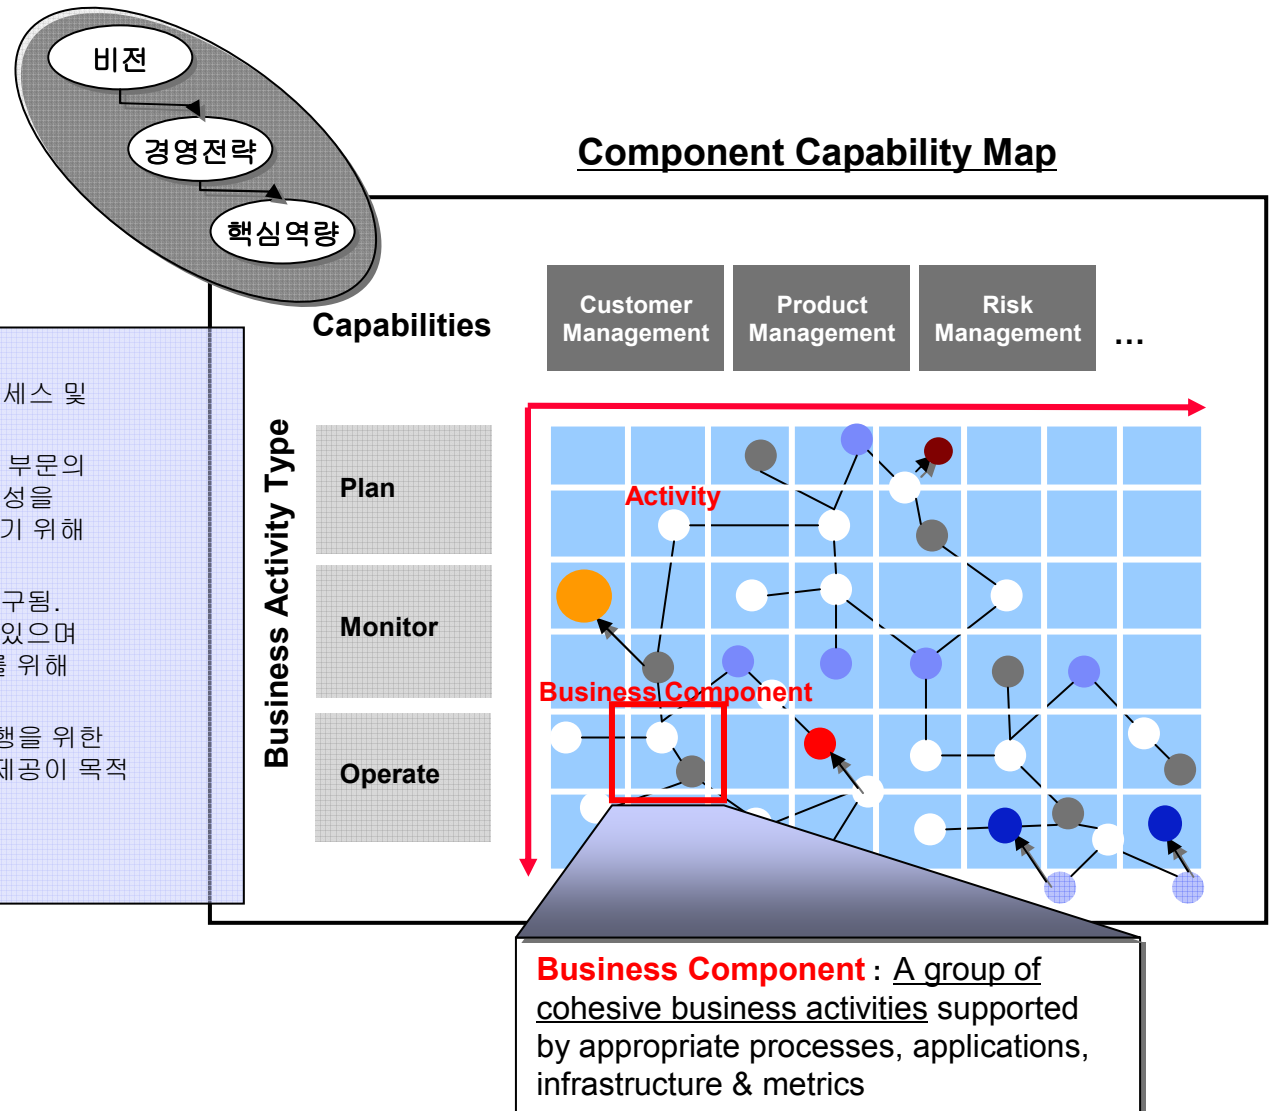 비전
경영전략
핵심역량
Component Capability Map
Capabilities
Customer
Management
Product
Management
Risk
Management
...
세스 및
부문의
성을
기 위해
구됨.
있으며
를 위해
행을 위한
제공이 목적
Business Activity Type
Plan
Monitor
Operate
Activity
Business Component
Business Component : A group of
cohesive business activities supported
by appropriate processes, applications,
infrastructure & metrics